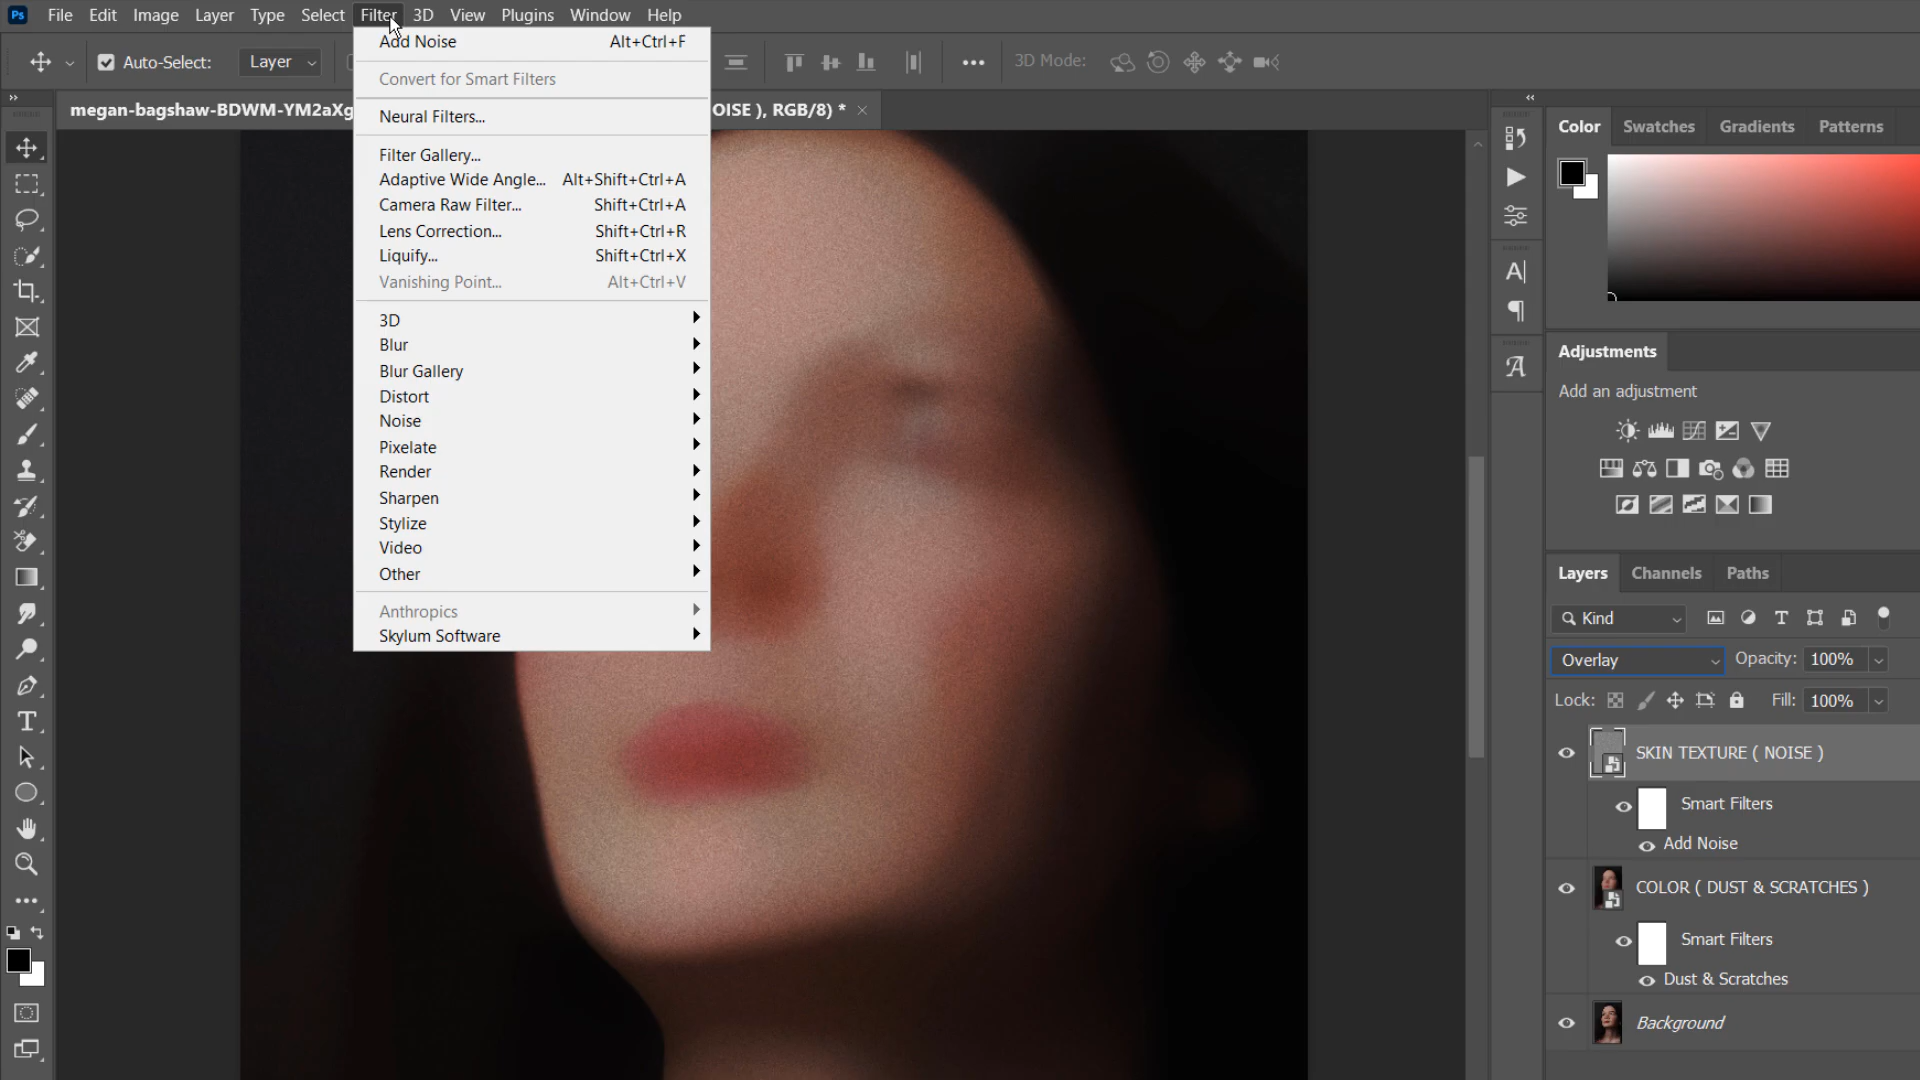 Ps File Edit Image Layer Type Select Filter 3D View Plugins Window Help
Auto-Select: Layer
3D Mode:
megan-bagshaw-BDWM-YM2aXg
OISE ), RGB/8) *
Add Noise Alt+Ctrl+F
Convert for Smart Filters
Neural Filters...
Filter Gallery...
Adaptive Wide Angle... Alt+Shift+Ctrl+A
Camera Raw Filter... Shift+Ctrl+A
Lens Correction... Shift+Ctrl+R
Liquify... Shift+Ctrl+X
Vanishing Point... Alt+Ctrl+V
3D
Blur
Blur Gallery
Distort
Noise
Pixelate
Render
Sharpen
Stylize
Video
Other
Anthropics
Skylum Software
Color Swatches Gradients Patterns
Adjustments
Add an adjustment
Layers Channels Paths
Kind
Overlay Opacity: 100%
Lock: Fill: 100%
SKIN TEXTURE ( NOISE )
Smart Filters
Add Noise
COLOR ( DUST & SCRATCHES )
Smart Filters
Dust & Scratches
Background